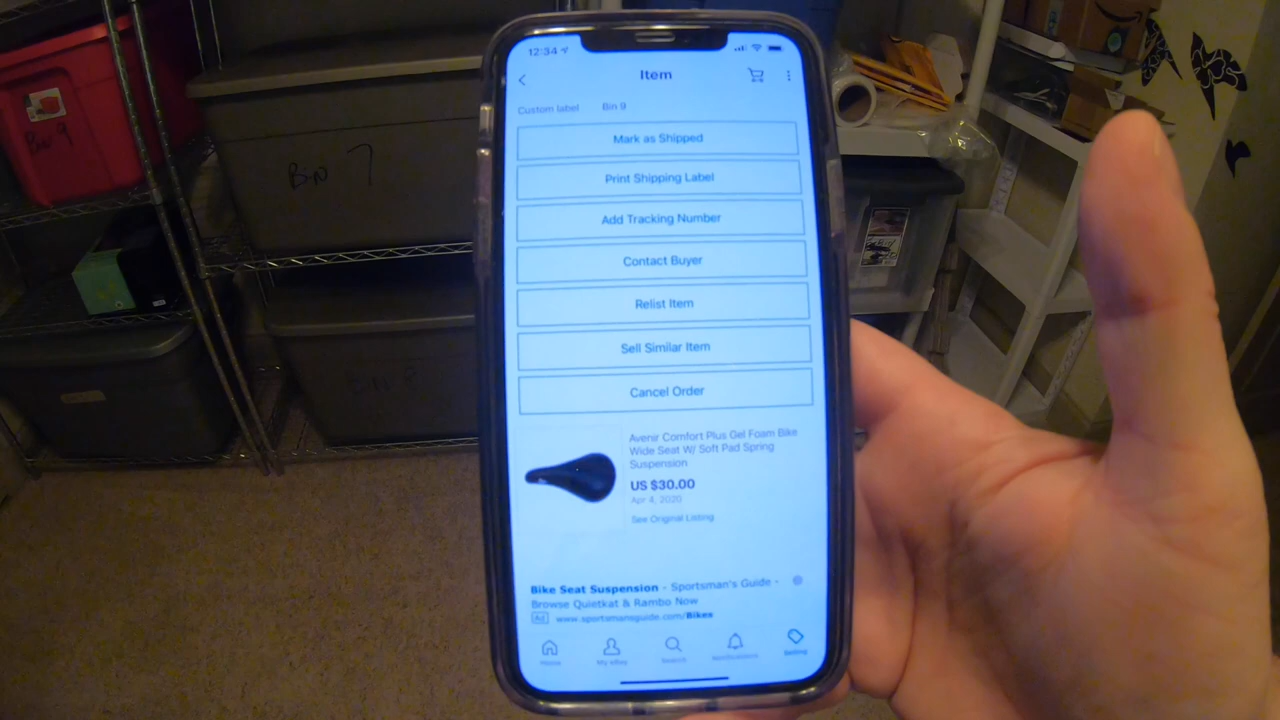 12:34
Item
Custom label Bin 9
Mark as Shipped
Print Shipping Label
Add Tracking Number
Contact Buyer
Relist Item
Sell Similar Item
Cancel Order
Avenir Comfort Plus Gel Foam Bike
Wide Seat W/ Soft Pad Spring
Suspension
US $30.00
Apr 4, 2020
See Original Listing
Bike Seat Suspension - Sportsman's Guide -
Browse Quietkat & Rambo Now
Ad www.sportsmansguide.com/Bikes
Home My eBay Search Notifications Selling
Bin 9
Bin 7
Bin 8